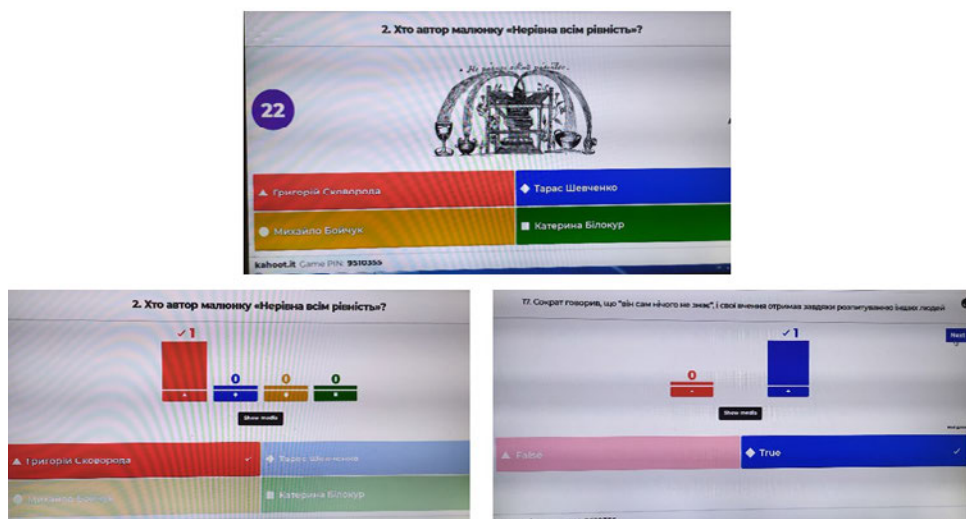 2. Хто автор малюнку «Нерівна всім рівність»?
22
Григорій Сковорода
Тарас Шевченко
Михайло Бойчук
Катерина Білокур
kahoot.it Game PIN: 9510355
2. Хто автор малюнку «Нерівна всім рівність»?
1
0
0
0
Show media
Григорій Сковорода
Тарас Шевченко
Михайло Бойчук
Катерина Білокур
17. Сократ говорив, що "він сам нічого не знає", і свої вчення отримав завдяки розпитуванню інших людей
1
Next
0
Show media
False
True